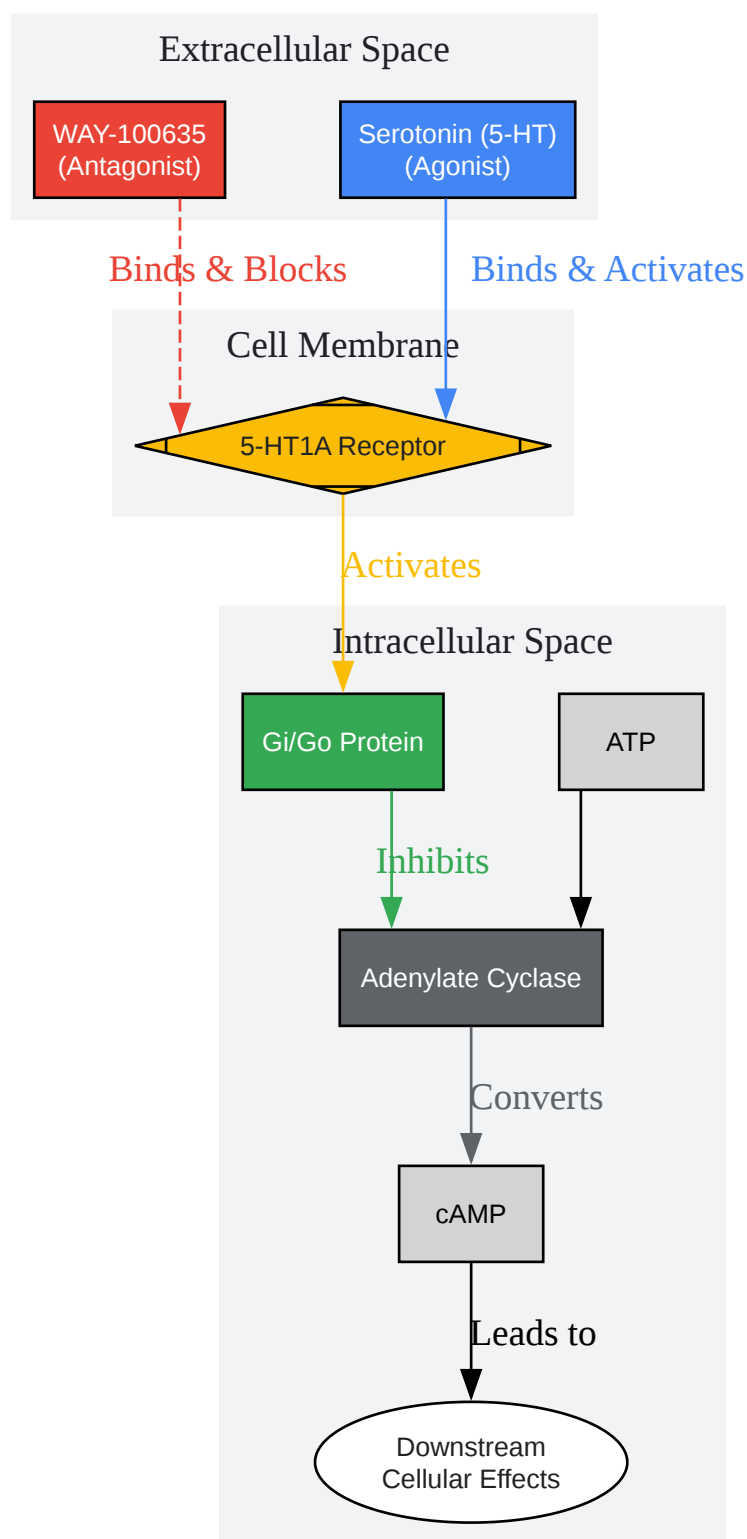 Extracellular Space
WAY-100635
(Antagonist)
Serotonin (5-HT)
(Agonist)
Binds & Blocks
Binds & Activates
Cell Membrane
5-HT1A Receptor
Activates
Intracellular Space
Gi/Go Protein
ATP
Inhibits
Adenylate Cyclase
Converts
cAMP
Leads to
Downstream
Cellular Effects